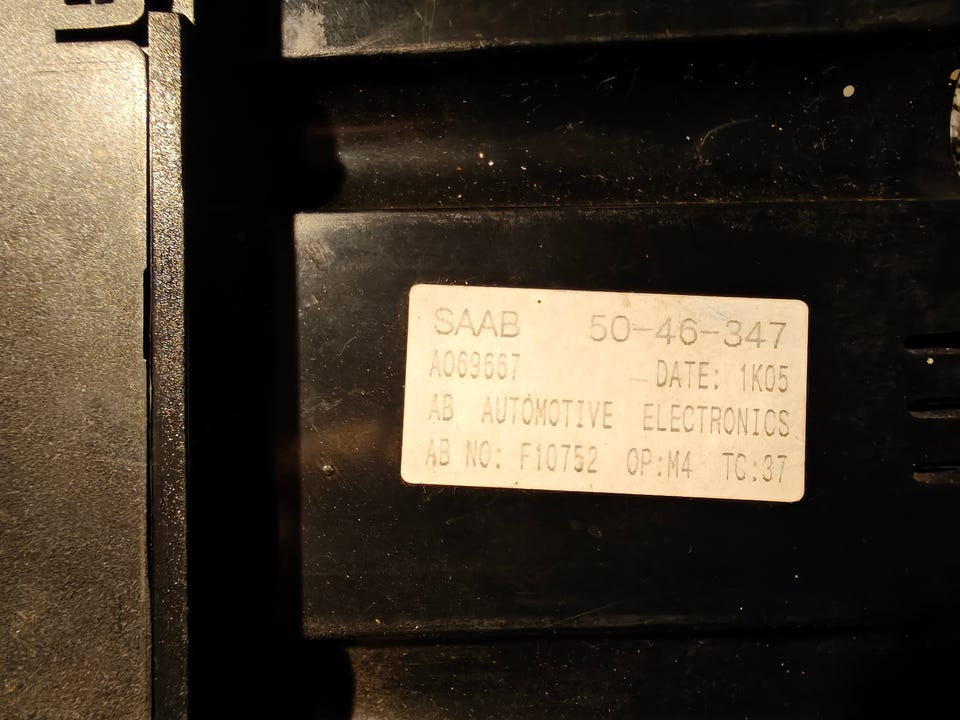 SAAB 50-46-347
A069667 DATE: 1K05
AB AUTOMOTIVE ELECTRONICS
AB NO: F10752 OP:M4 TC:37